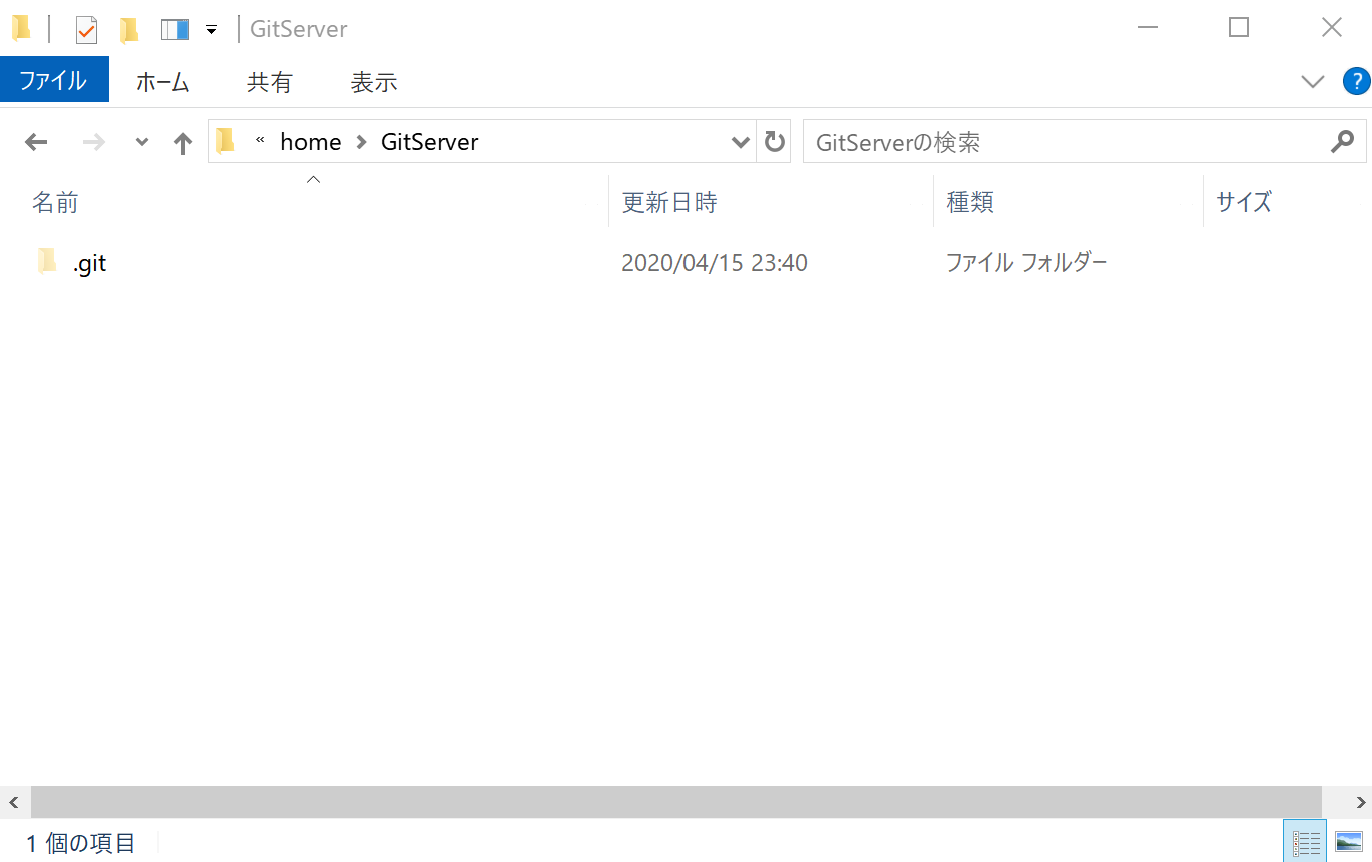 GitServer
ファイル ホーム 共有 表示 ?
« home > GitServer GitServerの検索
名前 更新日時 種類 サイズ
.git 2020/04/15 23:40 ファイル フォルダー
1 個の項目